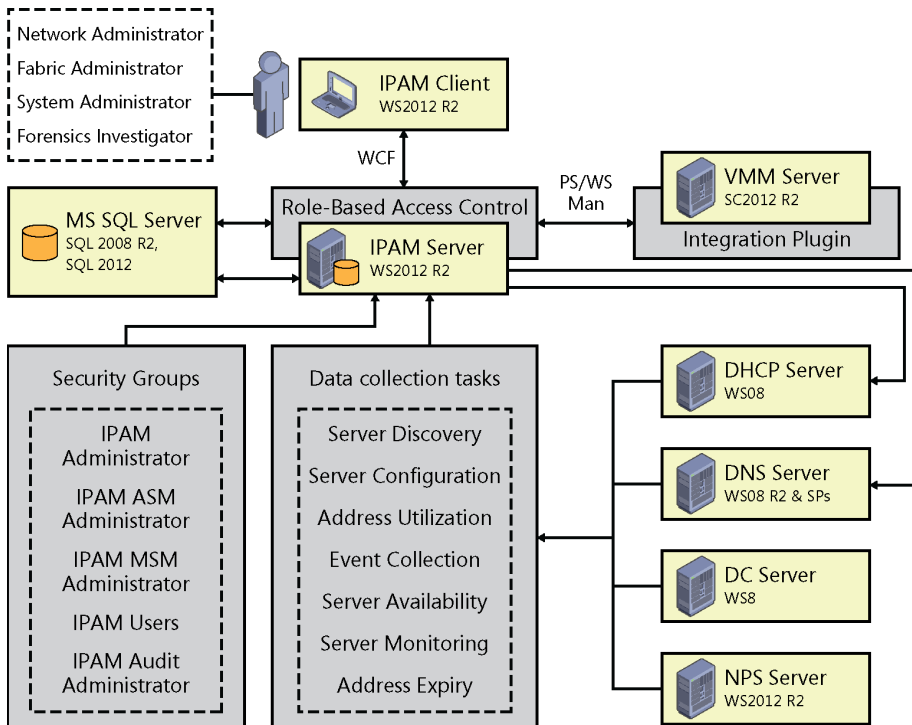 Network Administrator
Fabric Administrator
System Administrator
Forensics Investigator
IPAM Client
WS2012 R2
WCF
MS SQL Server
SQL 2008 R2,
SQL 2012
Role-Based Access Control
IPAM Server
WS2012 R2
PS/WS
Man
VMM Server
SC2012 R2
Integration Plugin
Security Groups
IPAM
Administrator
IPAM ASM
Administrator
IPAM MSM
Administrator
IPAM Users
IPAM Audit
Administrator
Data collection tasks
Server Discovery
Server Configuration
Address Utilization
Event Collection
Server Availability
Server Monitoring
Address Expiry
DHCP Server
WS08
DNS Server
WS08 R2 & SPs
DC Server
WS8
NPS Server
WS2012 R2